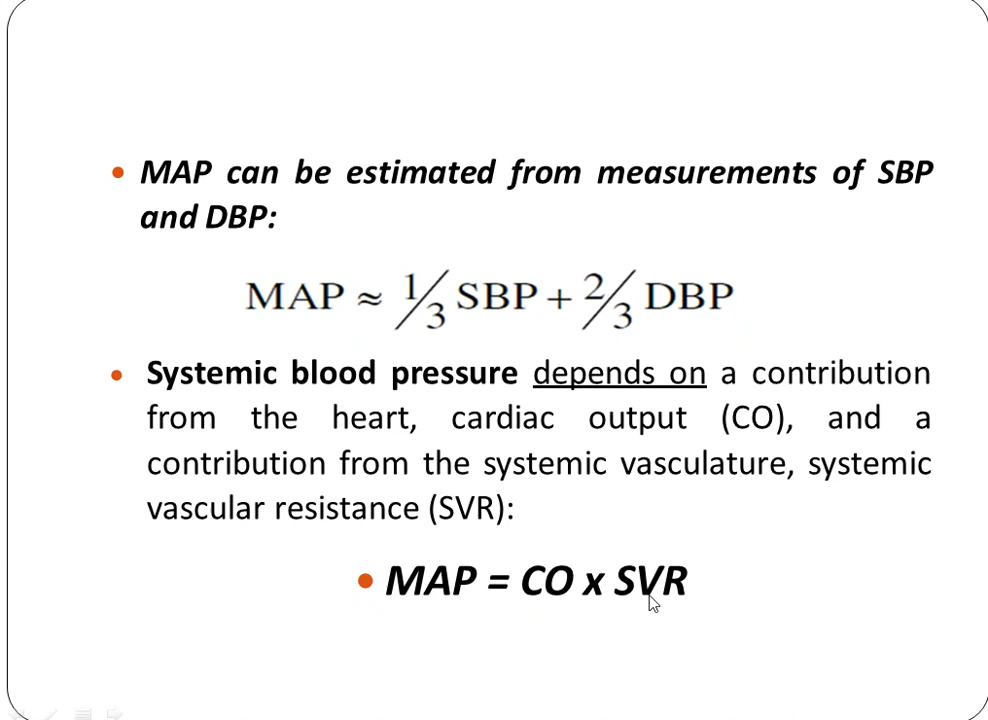 • MAP can be estimated from measurements of SBP
and DBP:
MAP ≈ 1/3 SBP + 2/3 DBP
• Systemic blood pressure depends on a contribution
from the heart, cardiac output (CO), and a
contribution from the systemic vasculature, systemic
vascular resistance (SVR):
• MAP = CO x SVR